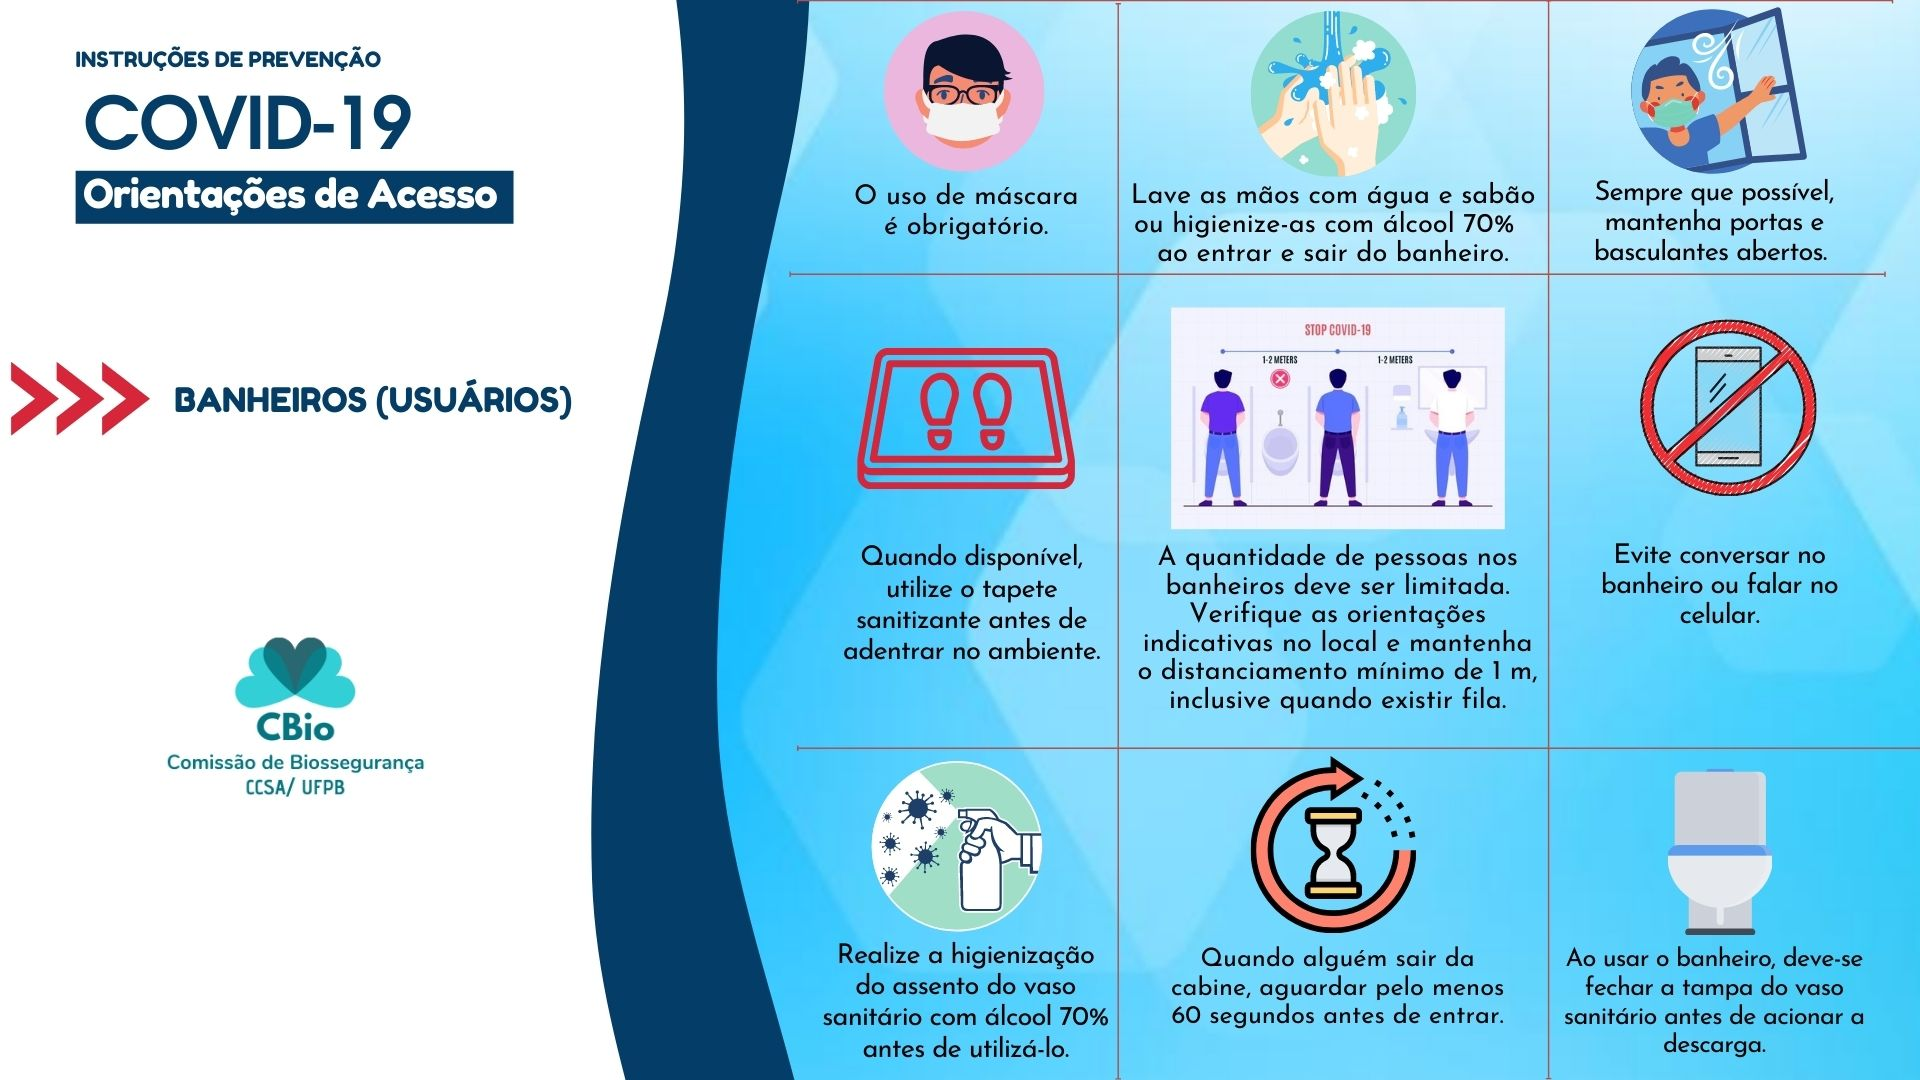 INSTRUÇÕES DE PREVENÇÃO
COVID-19
Orientações de Acesso
BANHEIROS (USUÁRIOS)
CBio
Comissão de Biossegurança
CCSA/ UFPB
O uso de máscara
é obrigatório.
Lave as mãos com água e sabão
ou higienize-as com álcool 70%
ao entrar e sair do banheiro.
Sempre que possível,
mantenha portas e
basculantes abertos.
Quando disponível,
utilize o tapete
sanitizante antes de
adentrar no ambiente.
STOP COVID-19
1-2 METERS
1-2 METERS
A quantidade de pessoas nos
banheiros deve ser limitada.
Verifique as orientações
indicativas no local e mantenha
o distanciamento mínimo de 1 m,
inclusive quando existir fila.
Evite conversar no
banheiro ou falar no
celular.
Realize a higienização
do assento do vaso
sanitário com álcool 70%
antes de utilizá-lo.
Quando alguém sair da
cabine, aguardar pelo menos
60 segundos antes de entrar.
Ao usar o banheiro, deve-se
fechar a tampa do vaso
sanitário antes de acionar a
descarga.